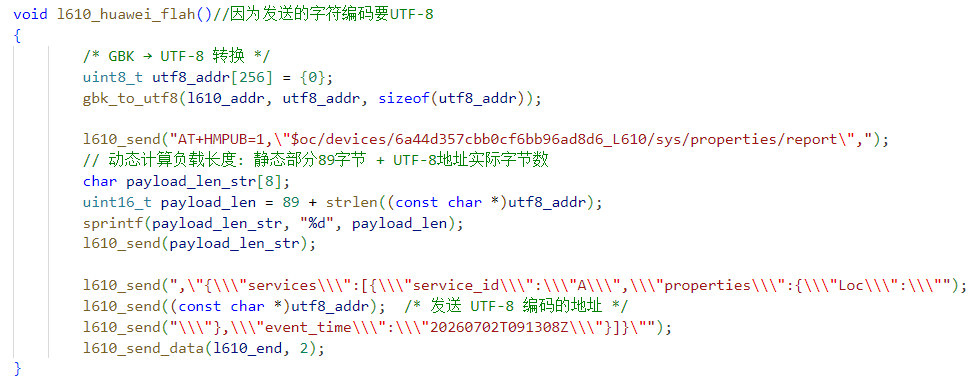 void l610_huawei_flah()//因为发送的字符编码要UTF-8
{
/* GBK → UTF-8 转换 */
uint8_t utf8_addr[256] = {0};
gbk_to_utf8(l610_addr, utf8_addr, sizeof(utf8_addr));
l610_send("AT+HMPUB=1,\"$oc/devices/6a44d357cbb0cf6bb96ad8d6_L610/sys/properties/report\",");
// 动态计算负载长度: 静态部分89字节 + UTF-8地址实际字节数
char payload_len_str[8];
uint16_t payload_len = 89 + strlen((const char *)utf8_addr);
sprintf(payload_len_str, "%d", payload_len);
l610_send(payload_len_str);
l610_send(",\"{\\\"services\\\":[{\\\"service_id\\\":\\\"A\\\",\\\"properties\\\":{\\\"Loc\\\":\\\"");
l610_send((const char *)utf8_addr);  /* 发送 UTF-8 编码的地址 */
l610_send("\\\"},\\\"event_time\\\":\\\"20260702T091308Z\\\"}]}\"");
l610_send_data(l610_end, 2);
}